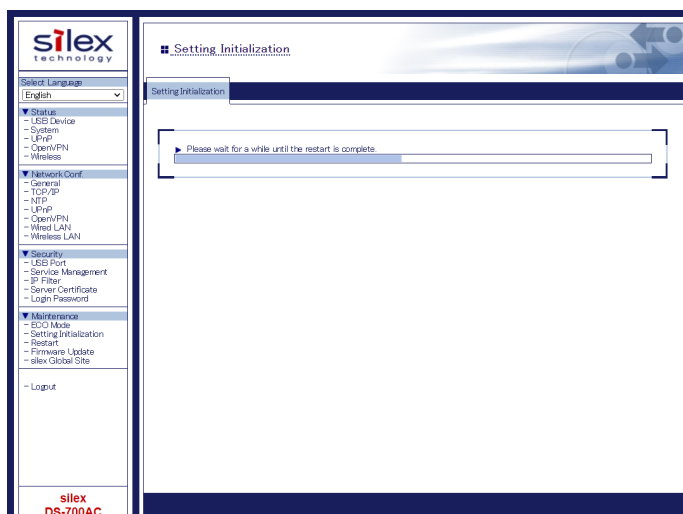 silex
technology
Select Language
English
▼ Status
- USB Device
- System
- UPnP
- OpenVPN
- Wireless
▼ Network Conf.
- General
- TCP/IP
- NTP
- UPnP
- OpenVPN
- Wired LAN
- Wireless LAN
▼ Security
- USB Port
- Service Management
- IP Filter
- Server Certificate
- Login Password
▼ Maintenance
- ECO Mode
- Setting Initialization
- Restart
- Firmware Update
- silex Global Site
- Logout
silex
DS-700AC
Setting Initialization
Setting Initialization
Please wait for a while until the restart is complete.